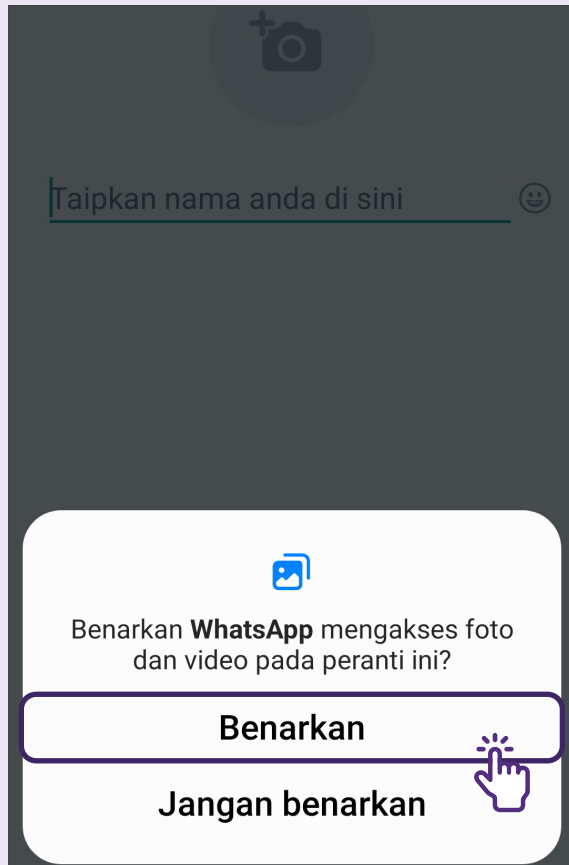 Taipkan nama anda di sini
Benarkan WhatsApp mengakses foto
dan video pada peranti ini?
Benarkan
Jangan benarkan